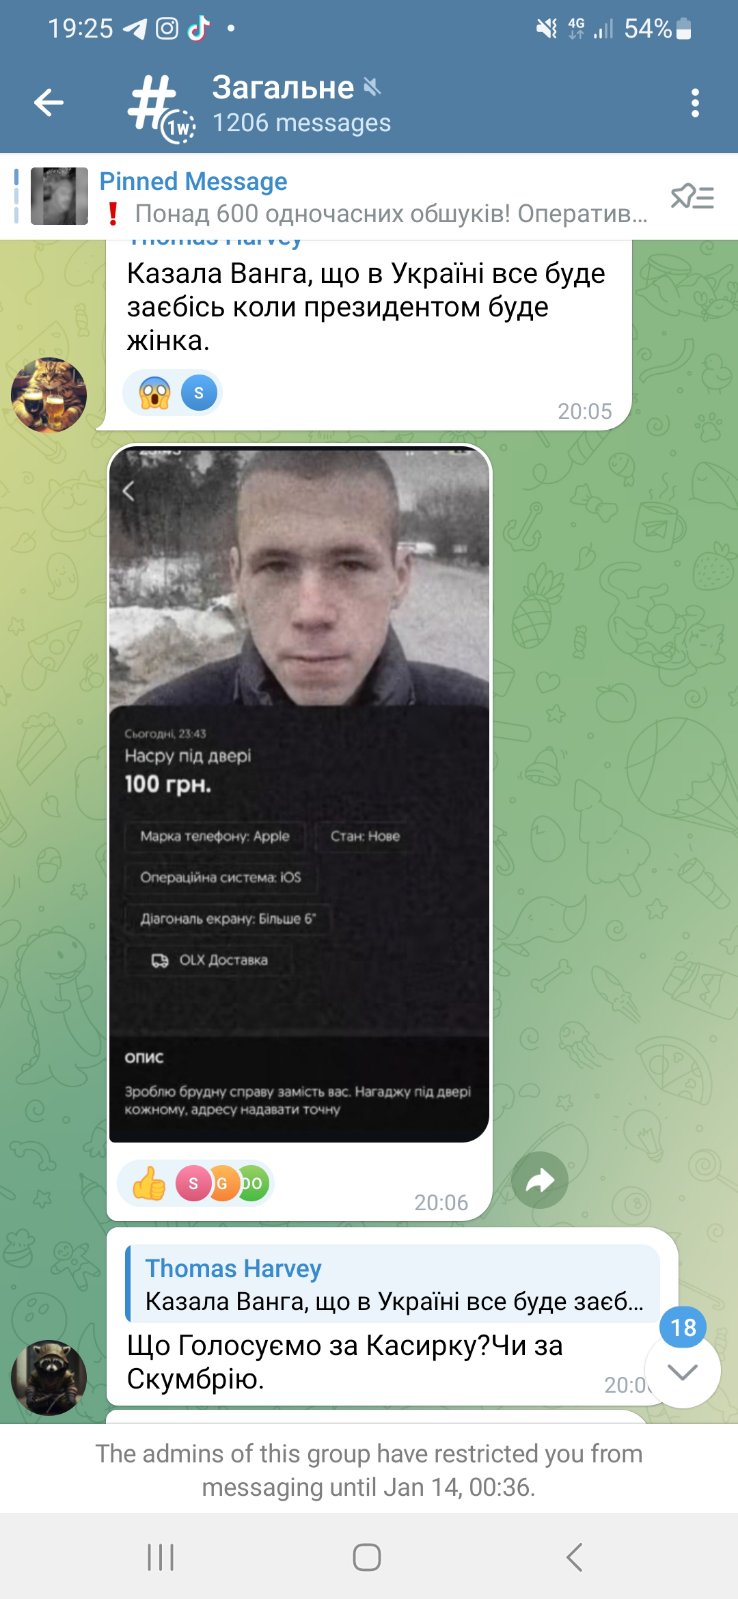 19:25
4G
54%
Загальне
1w
1206 messages
Pinned Message
❗ Понад 600 одночасних обшуків! Оператив...
Thomas Harvey
Казала Ванга, що в Україні все буде
заєбісь коли президентом буде
жінка.
😱 S
20:05
Сьогодні, 23:43
Насру під двері
100 грн.
Марка телефону: Apple
Стан: Нове
Операційна система: iOS
Діагональ екрану: Більше 6"
OLX Доставка
ОПИС
Зроблю брудну справу замість вас. Нагаджу під двері
кожному, адресу надавати точну
👍 S G DO
20:06
Thomas Harvey
Казала Ванга, що в Україні все буде заєб...
Що Голосуємо за Касирку?Чи за
Скумбрію.
18
The admins of this group have restricted you from
messaging until Jan 14, 00:36.